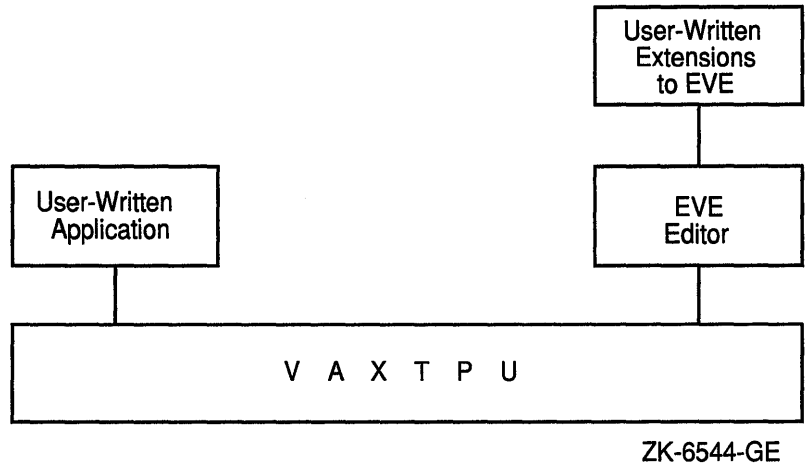 User-Written
Extensions
to EVE
User-Written
Application
EVE
Editor
V A X T P U
ZK-6544-GE